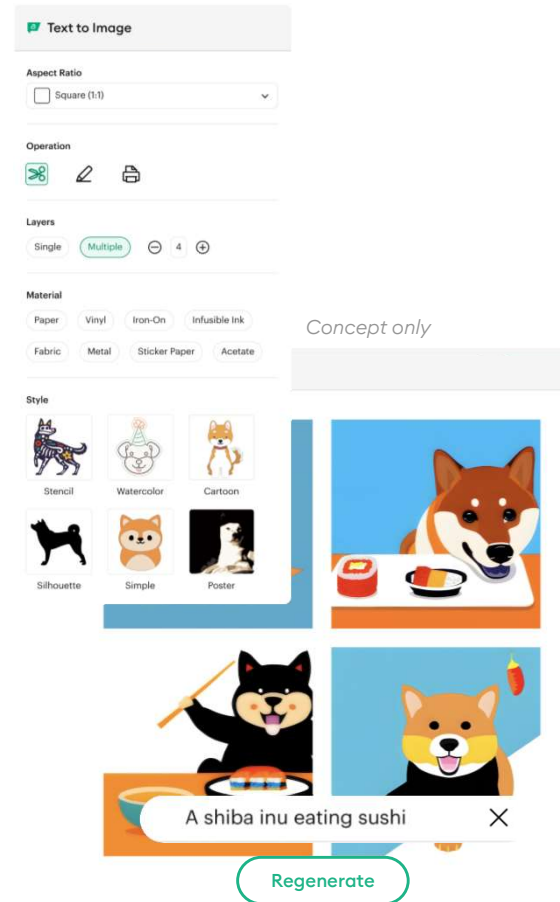 Text to Image
Aspect Ratio
Square (1:1)
Operation
Layers
Single Multiple 4
Material
Paper Vinyl Iron-On Infusible Ink
Fabric Metal Sticker Paper Acetate
Style
Stencil Watercolor Cartoon
Silhouette Simple Poster
Concept only
A shiba inu eating sushi
Regenerate